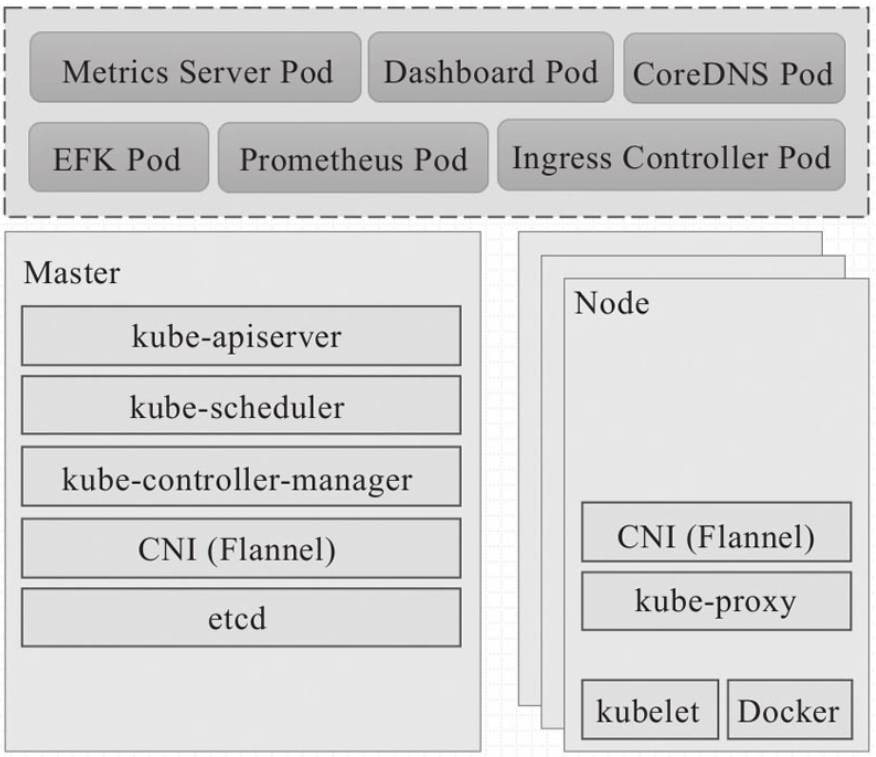 Metrics Server Pod
Dashboard Pod
CoreDNS Pod
EFK Pod
Prometheus Pod
Ingress Controller Pod
Master
kube-apiserver
kube-scheduler
kube-controller-manager
CNI (Flannel)
etcd
Node
CNI (Flannel)
kube-proxy
kubelet
Docker